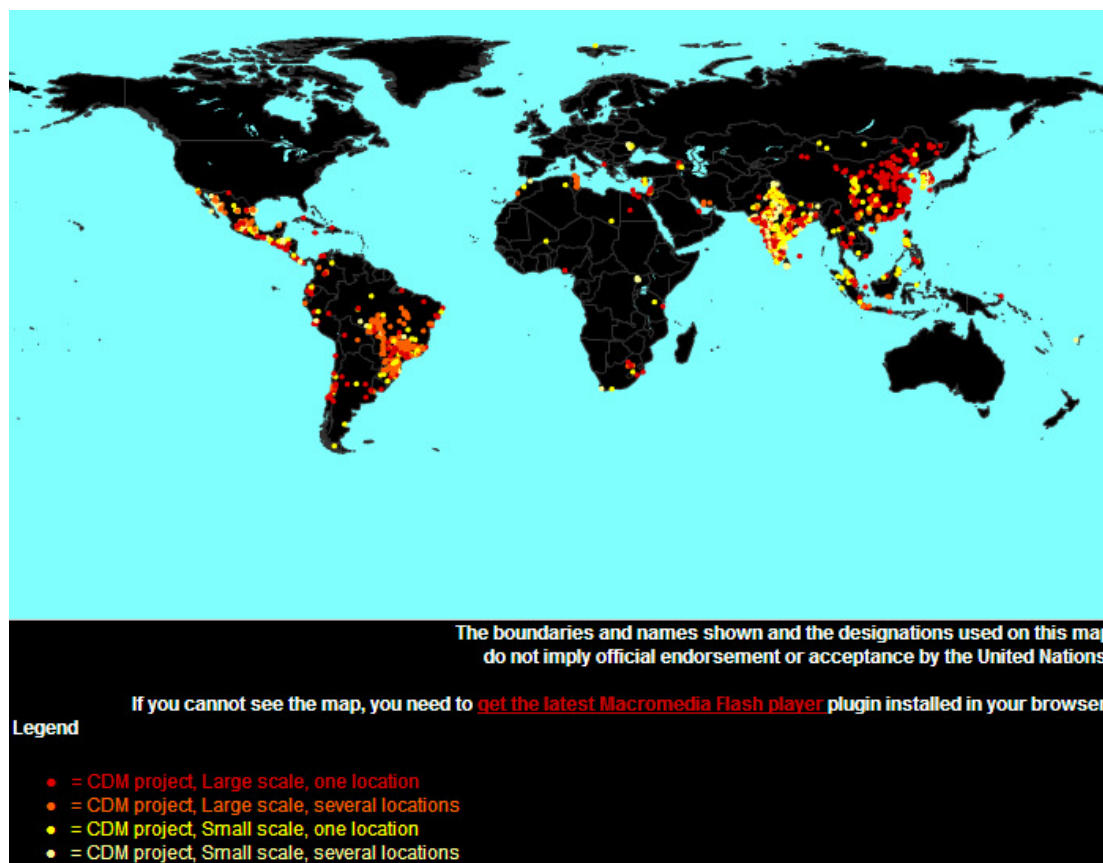 The boundaries and names shown and the designations used on this map
do not imply official endorsement or acceptance by the United Nations
If you cannot see the map, you need to get the latest Macromedia Flash player plugin installed in your browser
Legend
= CDM project, Large scale, one location
= CDM project, Large scale, several locations
= CDM project, Small scale, one location
= CDM project, Small scale, several locations